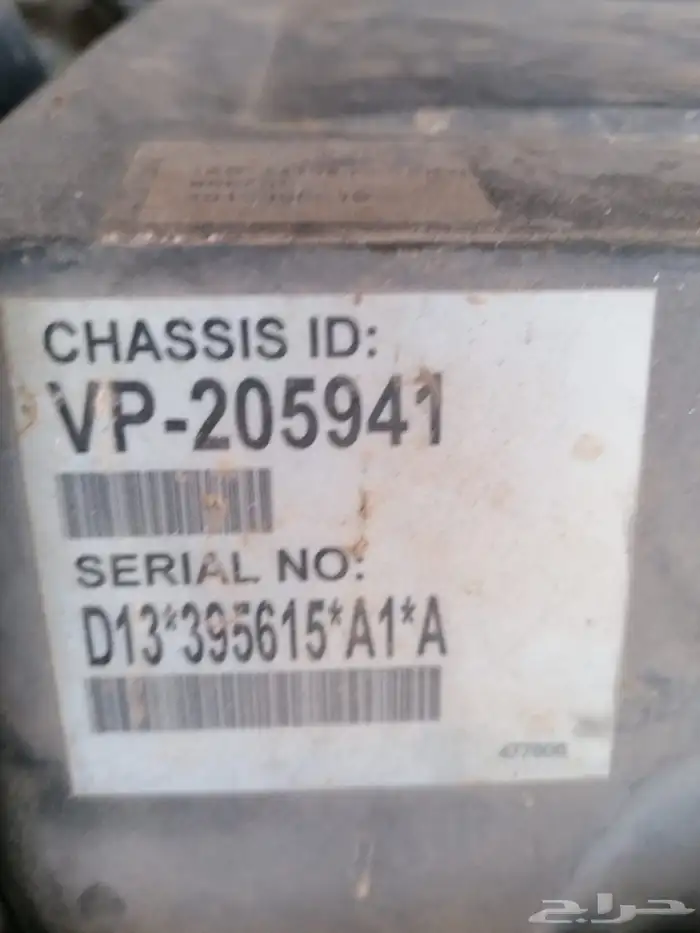 CHASSIS ID:
VP-205941
SERIAL NO:
D13*395615*A1*A
حراج